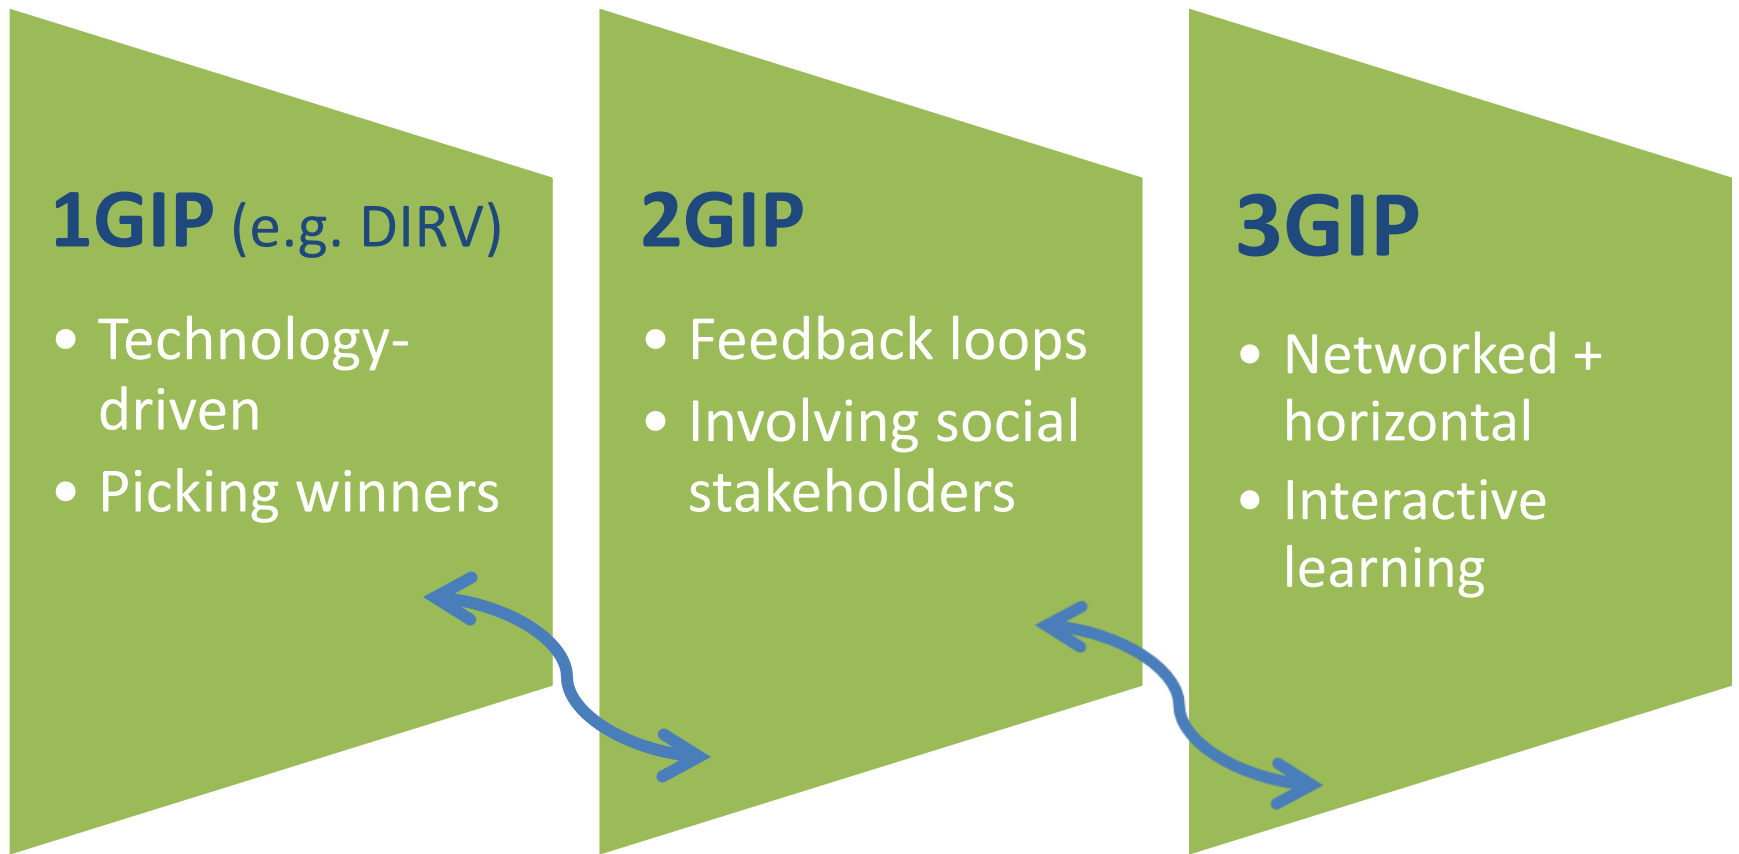 1GIP (e.g. DIRV)
• Technology-
driven
• Picking winners
2GIP
• Feedback loops
• Involving social
stakeholders
3GIP
• Networked +
horizontal
• Interactive
learning